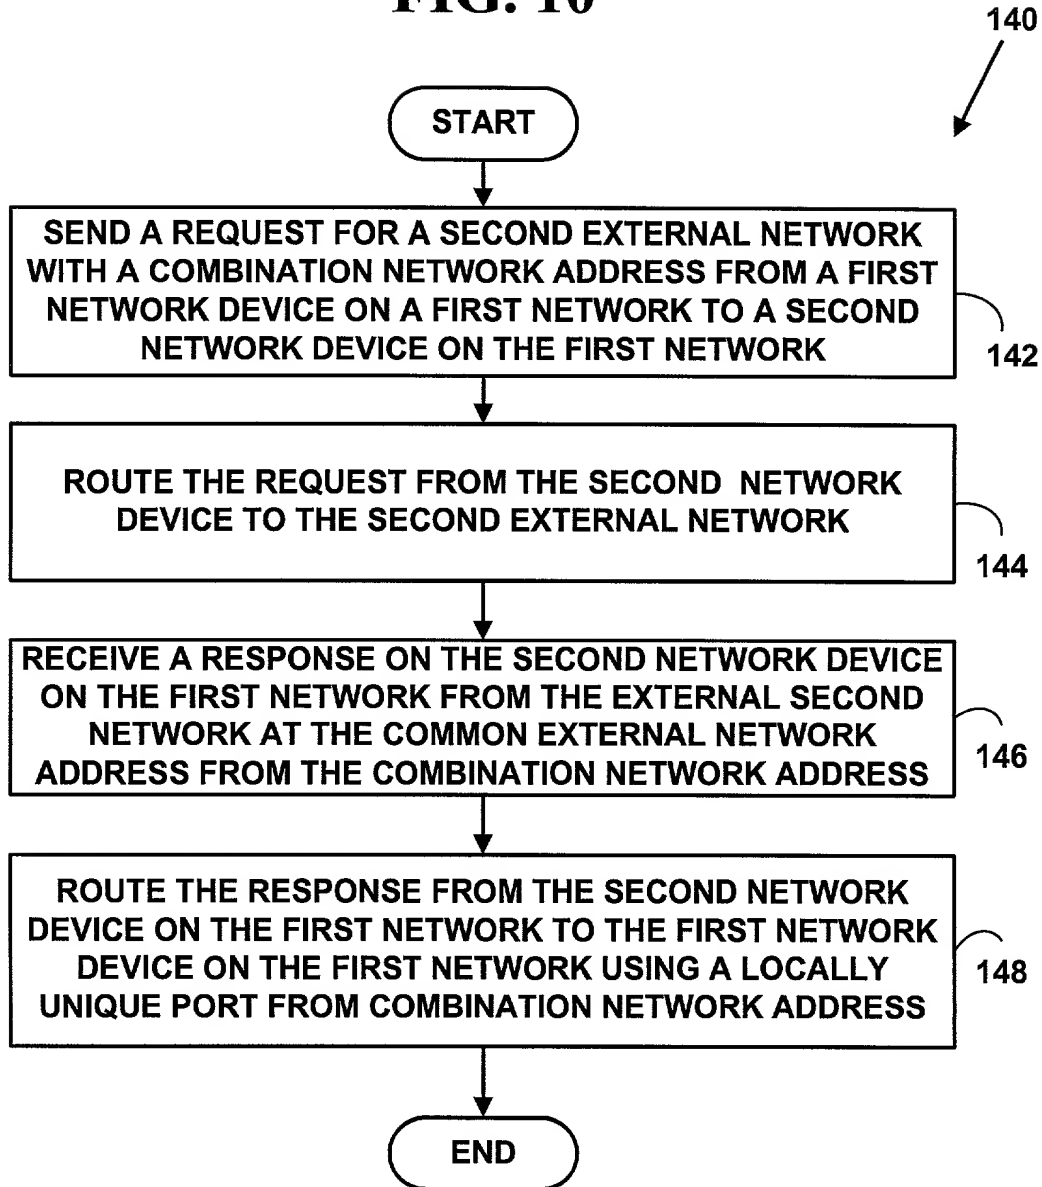 FIG. 10
140
START
SEND A REQUEST FOR A SECOND EXTERNAL NETWORK
WITH A COMBINATION NETWORK ADDRESS FROM A FIRST
NETWORK DEVICE ON A FIRST NETWORK TO A SECOND
NETWORK DEVICE ON THE FIRST NETWORK
142
ROUTE THE REQUEST FROM THE SECOND NETWORK
DEVICE TO THE SECOND EXTERNAL NETWORK
144
RECEIVE A RESPONSE ON THE SECOND NETWORK DEVICE
ON THE FIRST NETWORK FROM THE EXTERNAL SECOND
NETWORK AT THE COMMON EXTERNAL NETWORK
ADDRESS FROM THE COMBINATION NETWORK ADDRESS
146
ROUTE THE RESPONSE FROM THE SECOND NETWORK
DEVICE ON THE FIRST NETWORK TO THE FIRST NETWORK
DEVICE ON THE FIRST NETWORK USING A LOCALLY
UNIQUE PORT FROM COMBINATION NETWORK ADDRESS
148
END